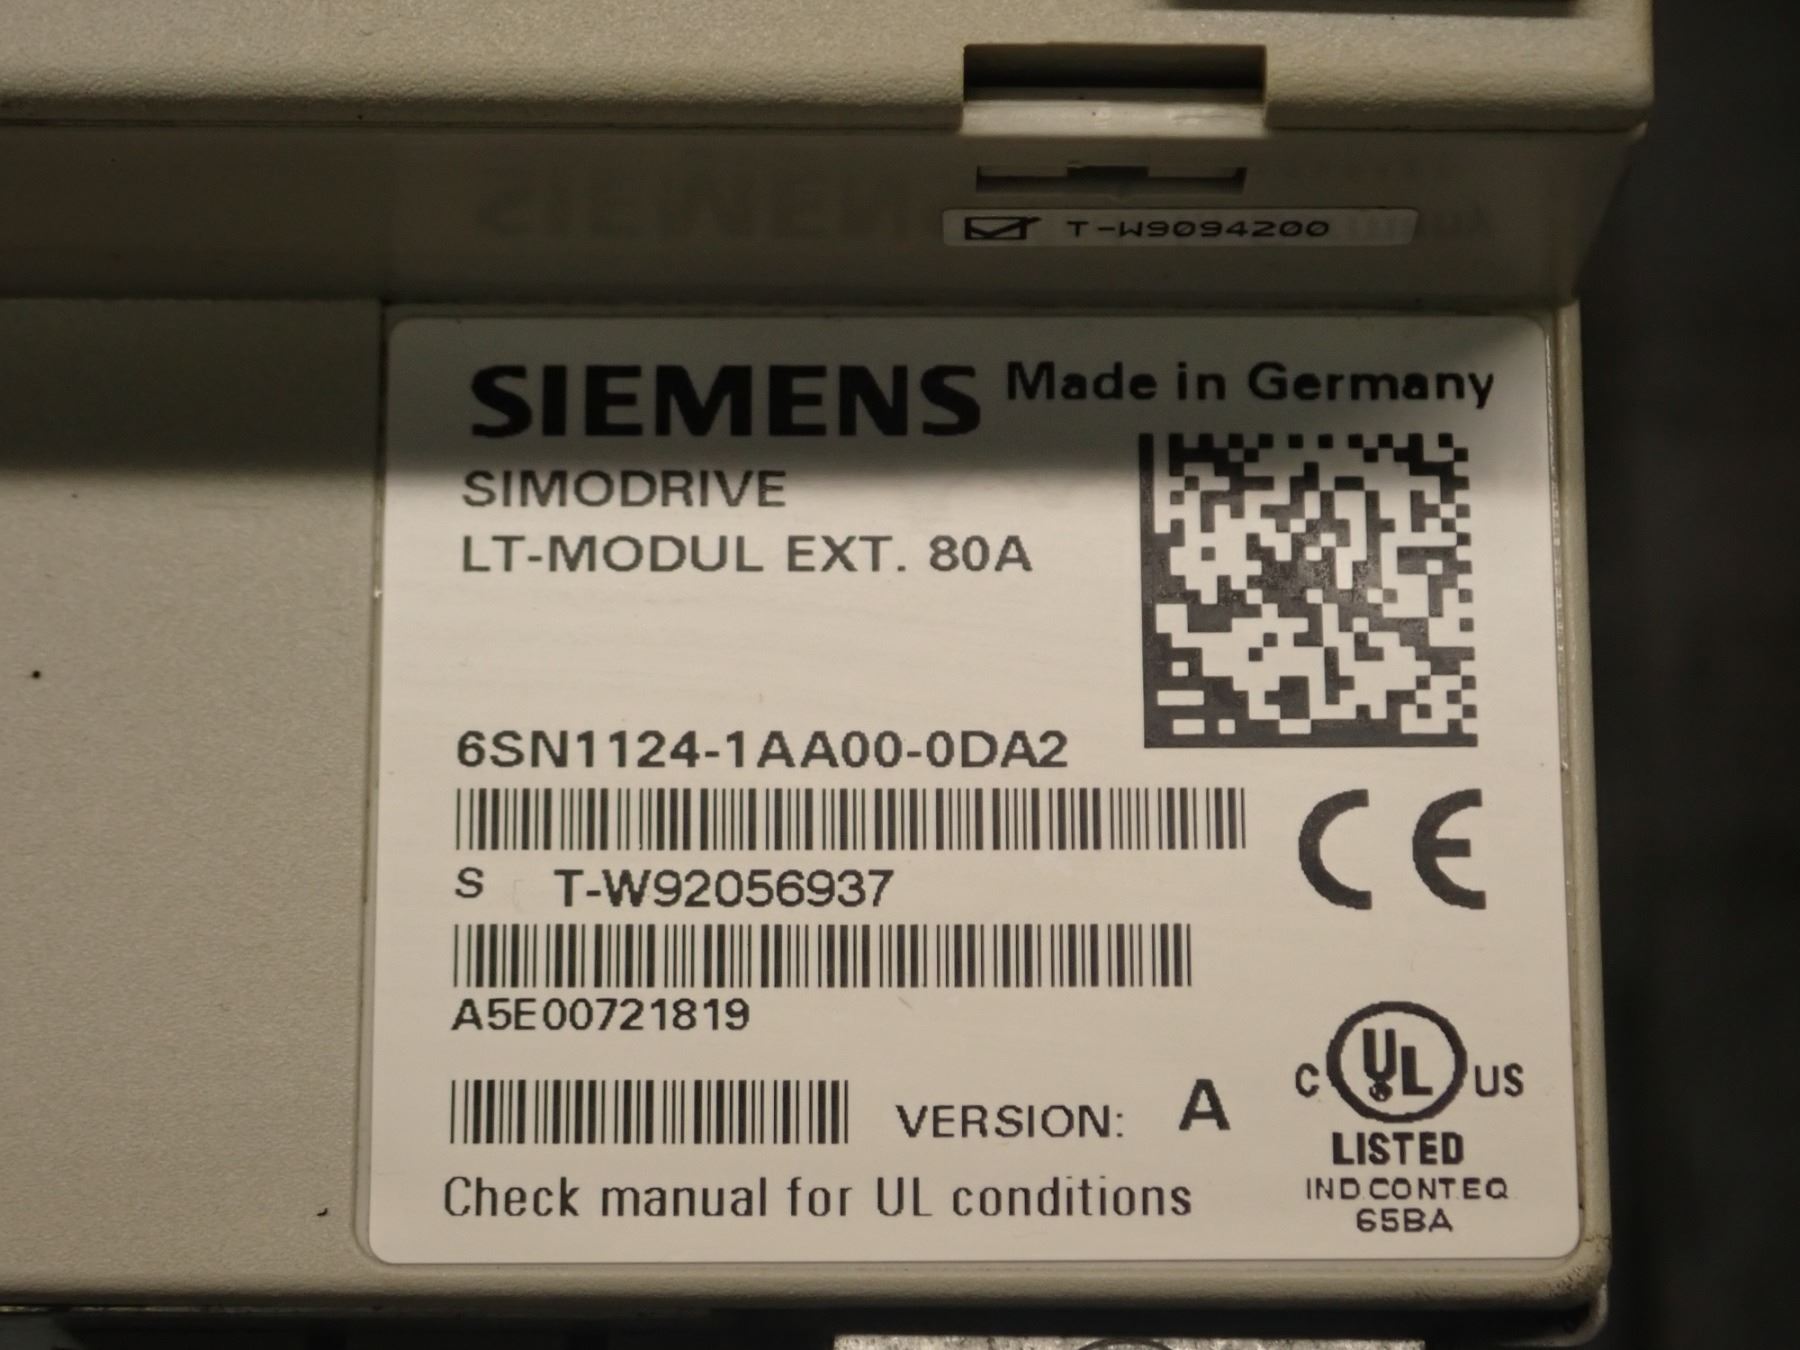 T-W9094200
SIEMENS Made in Germany
SIMODRIVE
LT-MODUL EXT. 80A
6SN1124-1AA00-0DA2
S T-W92056937
A5E00721819
VERSION: A
Check manual for UL conditions
C UL US
LISTED
IND.CONT.EQ
65BA